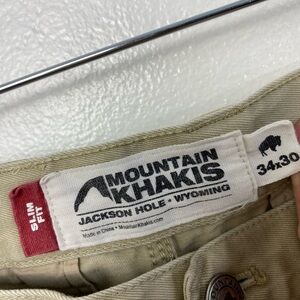 SLIM
FIT
MOUNTAIN
KHAKIS
JACKSON HOLE • WYOMING
Made in China • MountainKhakis.com
34x30